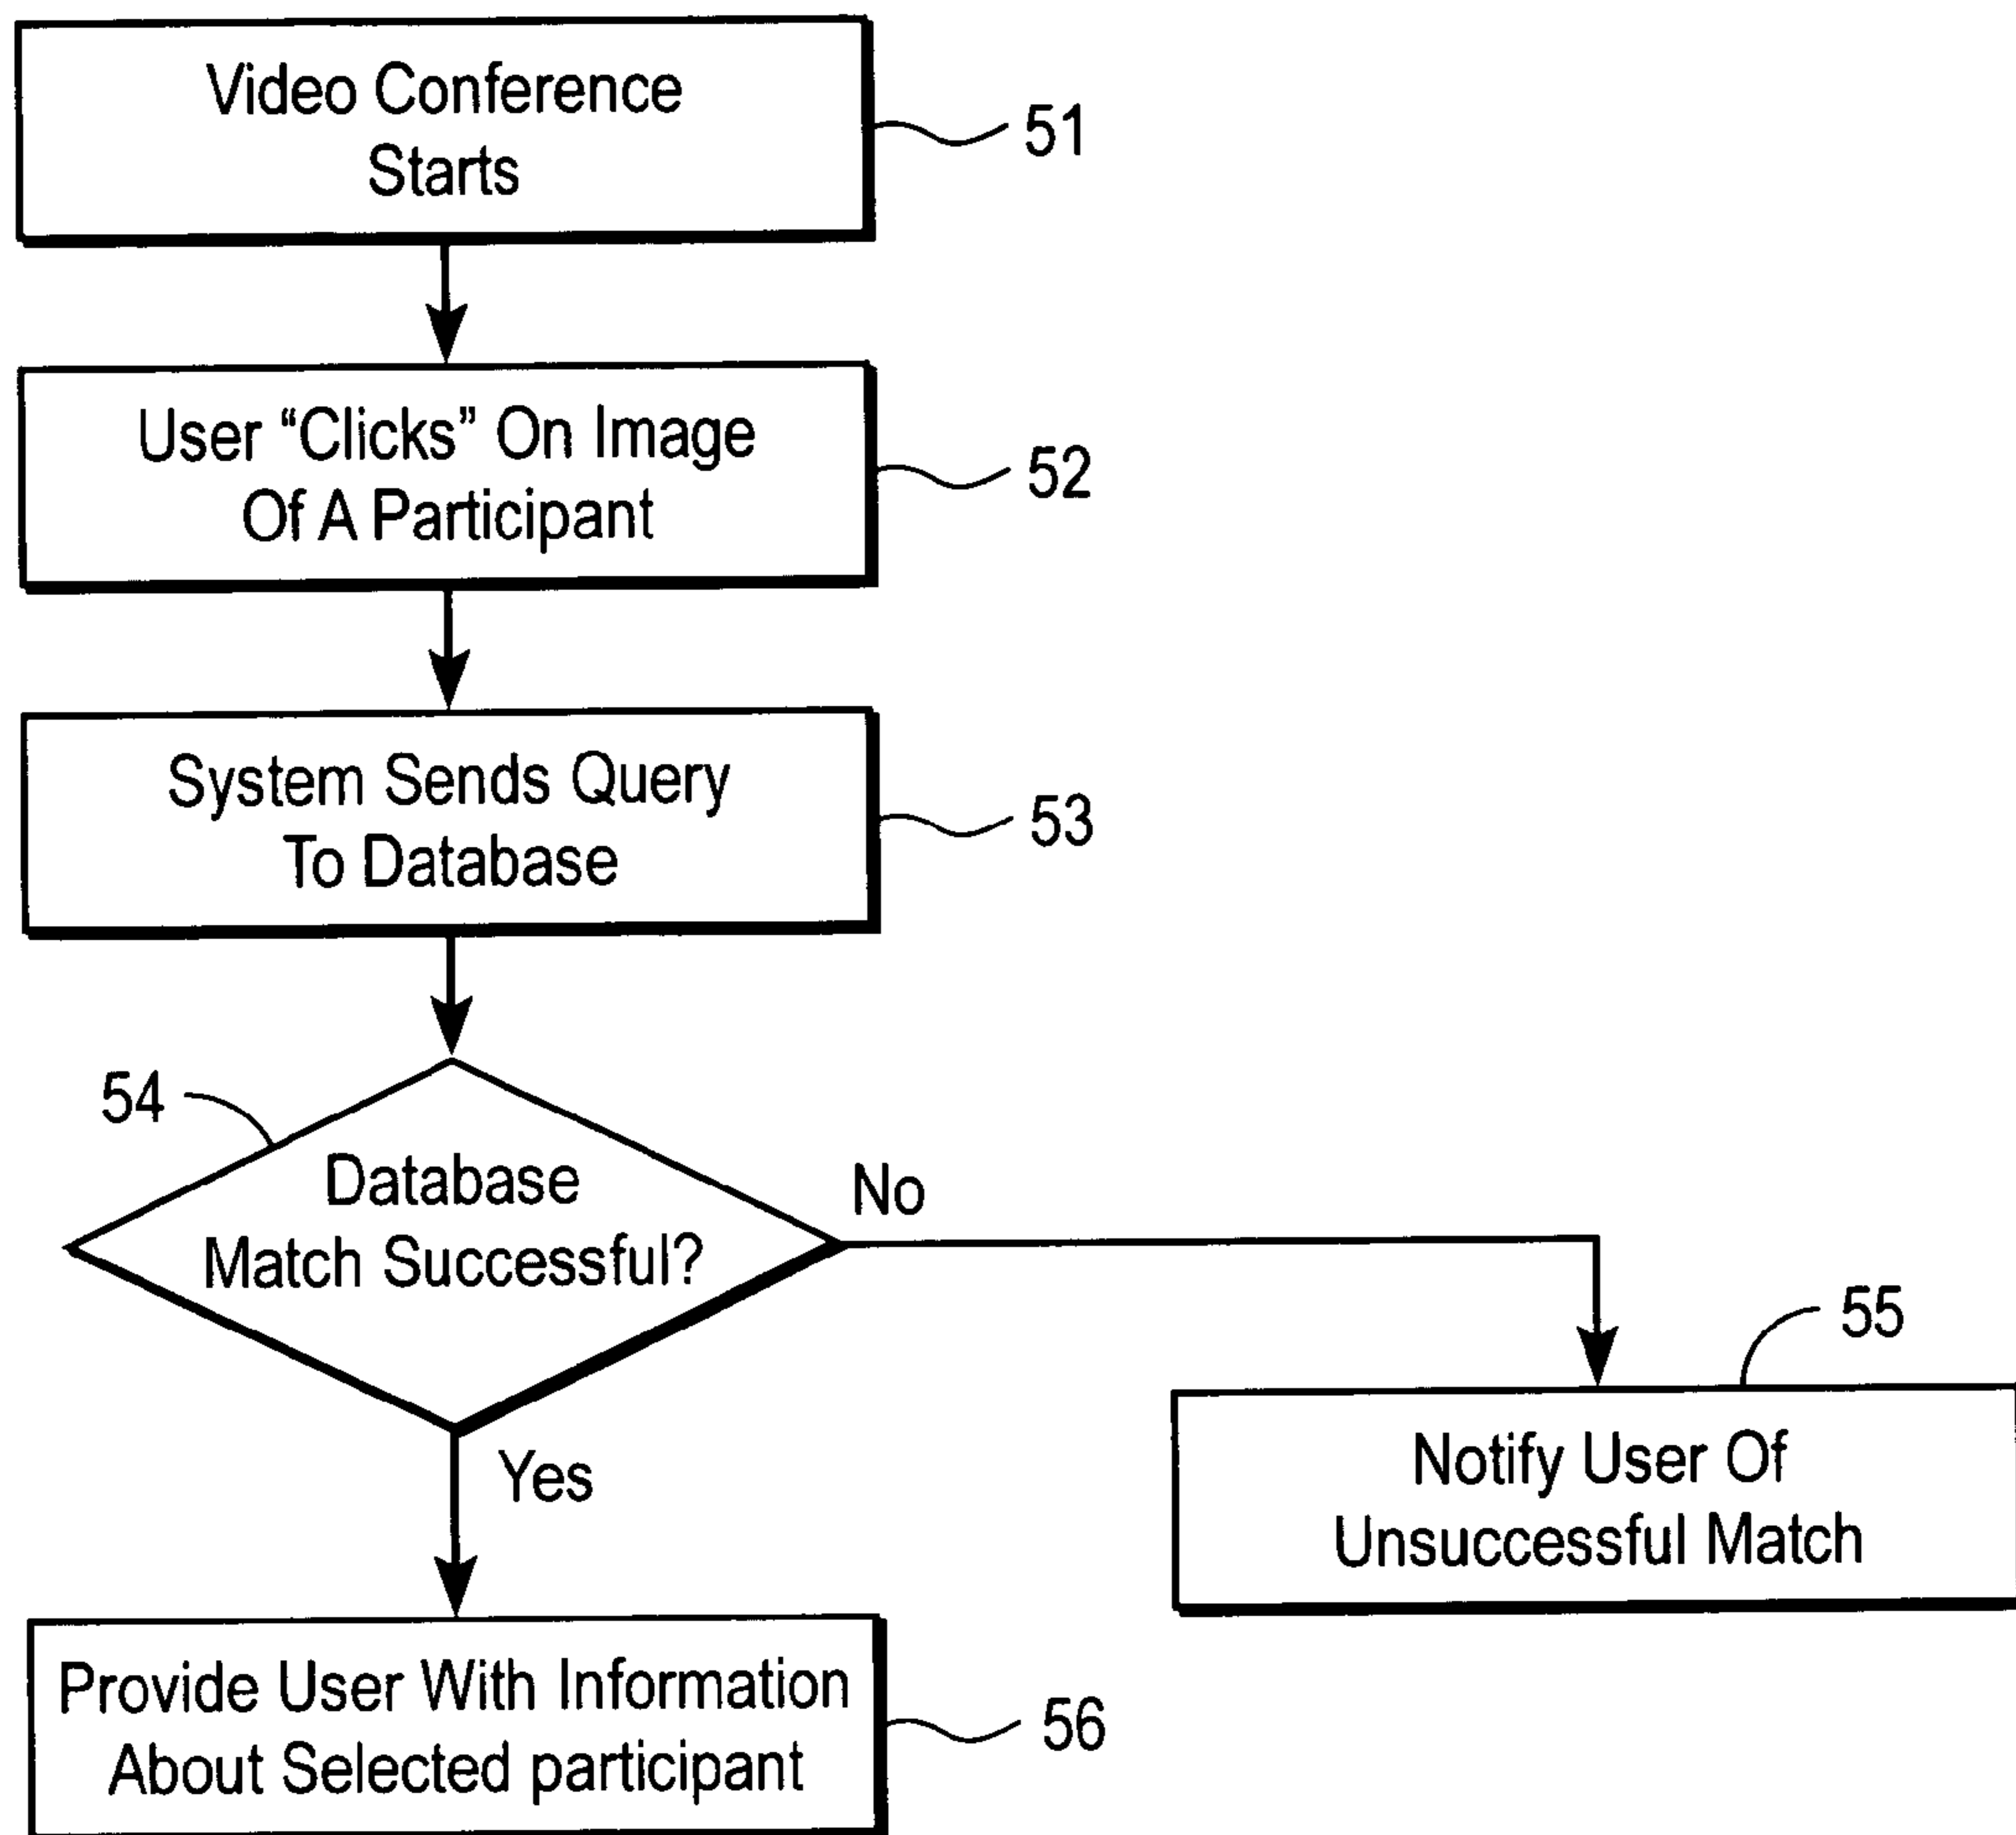 Video Conference
Starts
51
User “Clicks” On Image
Of A Participant
52
System Sends Query
To Database
53
54
Database
Match Successful?
No
Yes
55
Notify User Of
Unsuccessful Match
Provide User With Information
About Selected participant
56